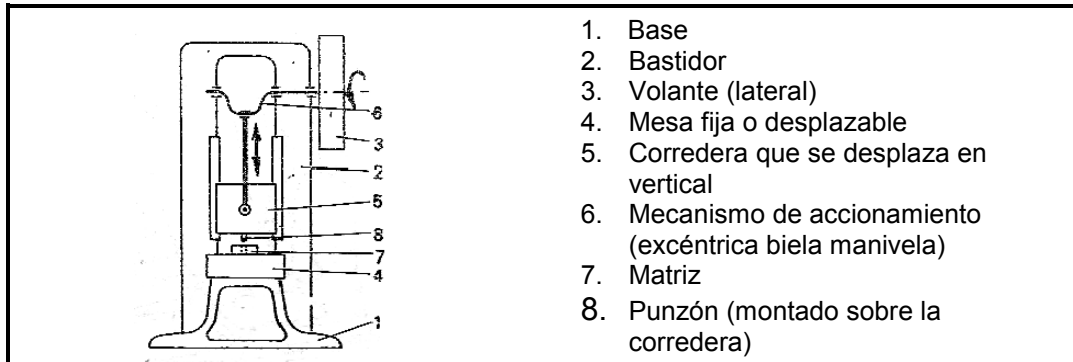 6
3
2
5
8
7
4
1
1. Base
2. Bastidor
3. Volante (lateral)
4. Mesa fija o desplazable
5. Corredera que se desplaza en
vertical
6. Mecanismo de accionamiento
(excéntrica biela manivela)
7. Matriz
8. Punzón (montado sobre la
corredera)